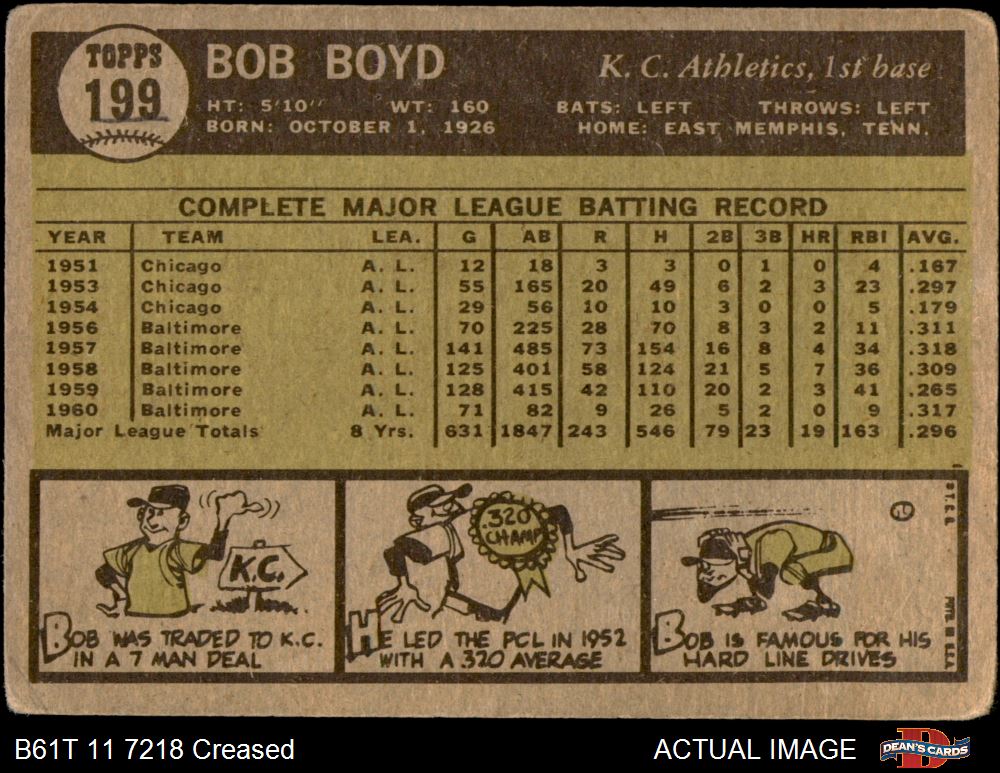 TOPPS
199
BOB BOYD
K. C. Athletics, 1st base
HT: 5'10" WT: 160 BATS: LEFT THROWS: LEFT
BORN: OCTOBER 1, 1926 HOME: EAST MEMPHIS, TENN.
COMPLETE MAJOR LEAGUE BATTING RECORD
YEAR TEAM LEA. G AB R H 2B 3B HR RBI AVG.
1951 Chicago A. L. 12 18 3 3 0 1 0 4 .167
1953 Chicago A. L. 55 165 20 49 6 2 3 23 .297
1954 Chicago A. L. 29 56 10 10 3 0 0 5 .179
1956 Baltimore A. L. 70 225 28 70 8 3 2 11 .311
1957 Baltimore A. L. 141 485 73 154 16 8 4 34 .318
1958 Baltimore A. L. 125 401 58 124 21 5 7 36 .309
1959 Baltimore A. L. 128 415 42 110 20 2 3 41 .265
1960 Baltimore A. L. 71 82 9 26 5 2 0 9 .317
Major League Totals 8 Yrs. 631 1847 243 546 79 23 19 163 .296
K.C.
BOB WAS TRADED TO K.C.
IN A 7 MAN DEAL
.320
CHAMP
HE LED THE PCL IN 1952
WITH A .320 AVERAGE
BOB IS FAMOUS FOR HIS
HARD LINE DRIVES
B61T 11 7218 Creased
ACTUAL IMAGE
DEAN'S CARDS